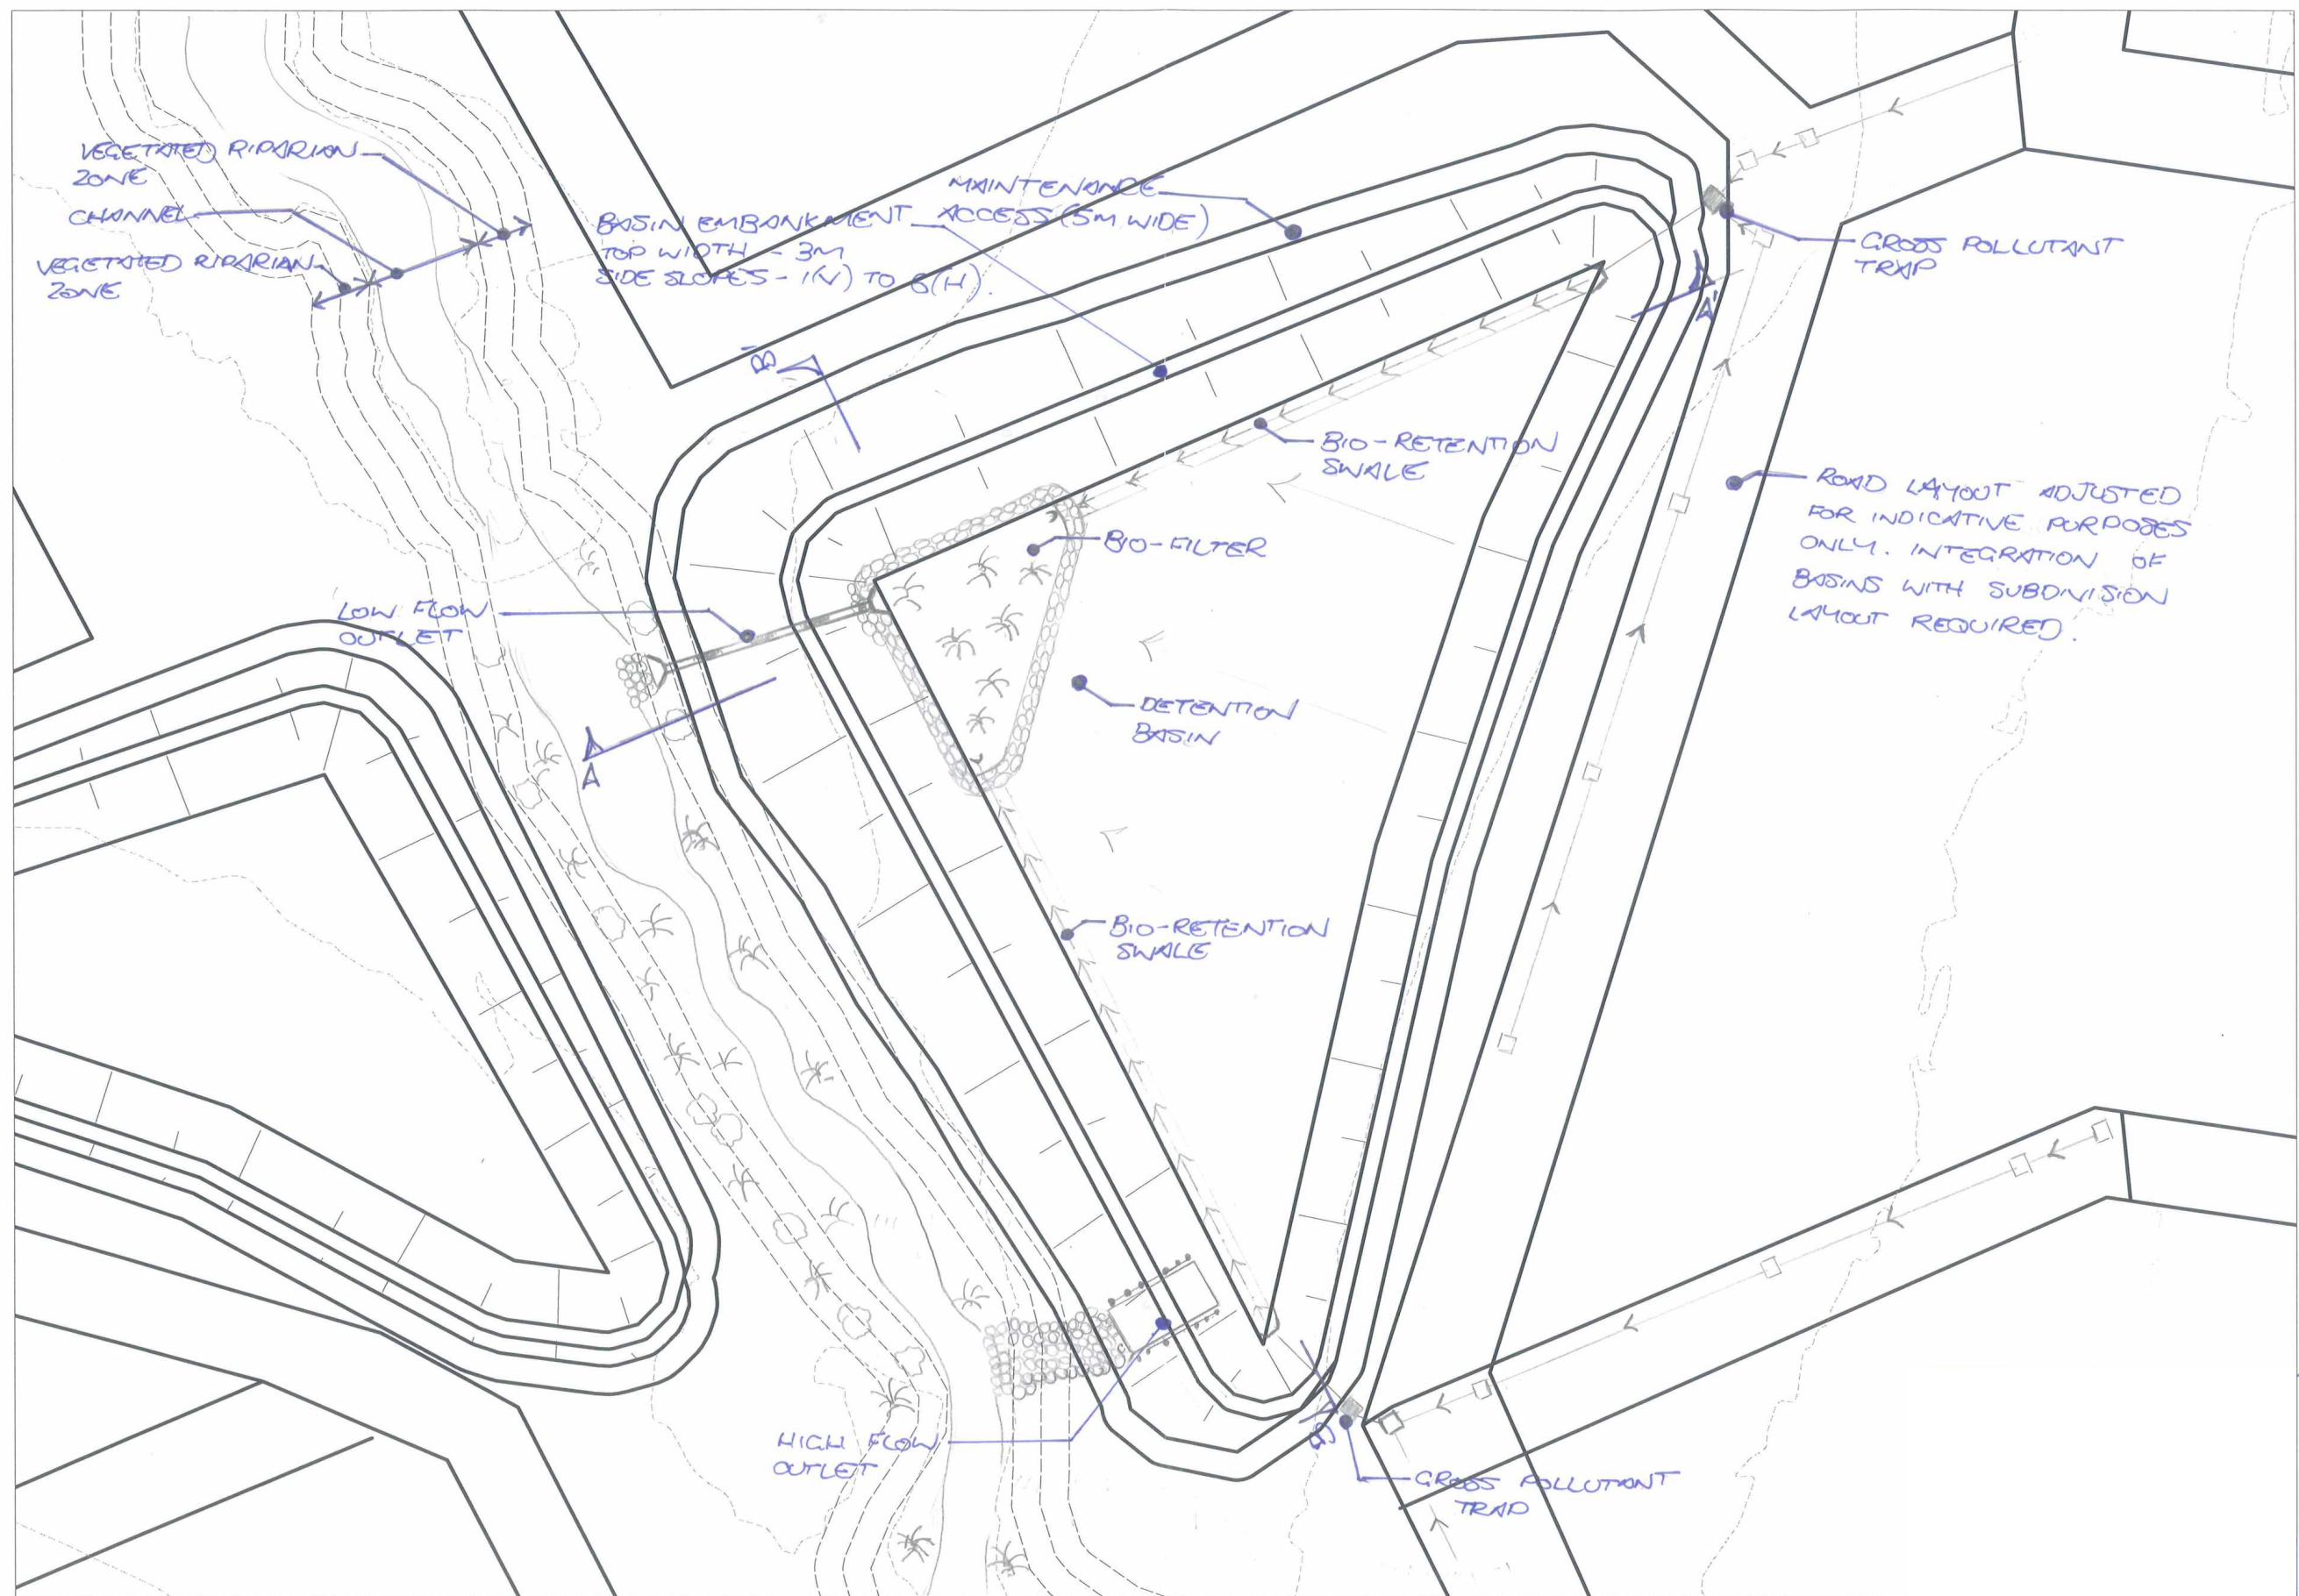 VEGETATED RIPARIAN
ZONE
CHANNEL
VEGETATED RIPARIAN
ZONE
MAINTENANCE
ACCESS (5M WIDE)
BASIN EMBANKMENT
TOP WIDTH - 3M
SIDE SLOPES - 1(V) TO 6(H).
GROSS POLLUTANT
TRAP
A'
B'
BIO-RETENTION
SWALE
ROAD LAYOUT ADJUSTED
FOR INDICATIVE PURPOSES
ONLY. INTEGRATION OF
BASINS WITH SUBDIVISION
LAYOUT REQUIRED.
BIO-FILTER
LOW FLOW
OUTLET
DETENTION
BASIN
A
BIO-RETENTION
SWALE
HIGH FLOW
OUTLET
B
GROSS POLLUTANT
TRAP